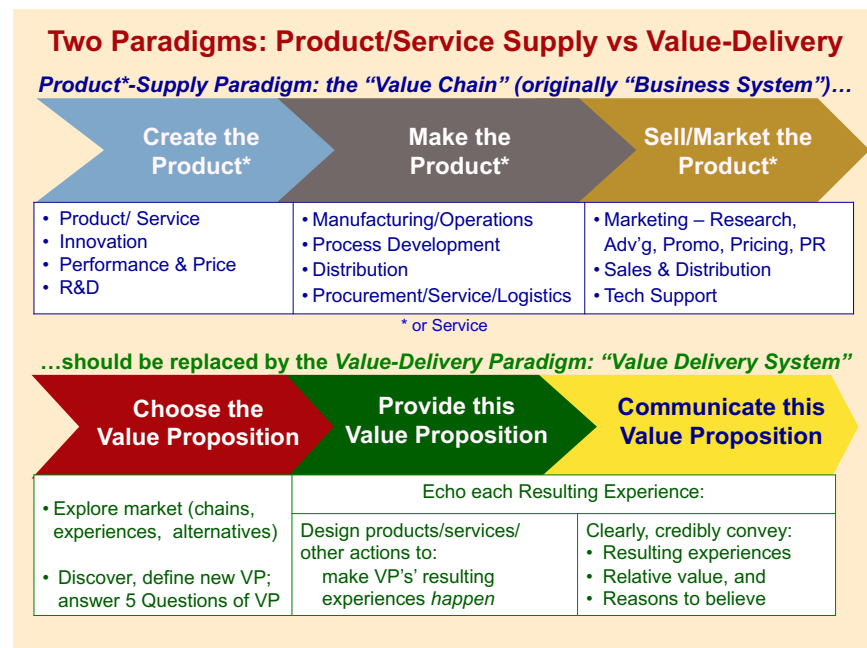 Two Paradigms: Product/Service Supply vs Value-Delivery
Product*-Supply Paradigm: the “Value Chain” (originally “Business System”)…
Create the
Product*
Make the
Product*
Sell/Market the
Product*
• Product/ Service
• Innovation
• Performance & Price
• R&D
• Manufacturing/Operations
• Process Development
• Distribution
• Procurement/Service/Logistics
• Marketing – Research,
Adv’g, Promo, Pricing, PR
• Sales & Distribution
• Tech Support
* or Service
…should be replaced by the Value-Delivery Paradigm: “Value Delivery System”
Choose the
Value Proposition
Provide this
Value Proposition
Communicate this
Value Proposition
• Explore market (chains,
experiences, alternatives)
• Discover, define new VP;
answer 5 Questions of VP
Echo each Resulting Experience:
Design products/services/
other actions to:
make VP’s’ resulting
experiences happen
Clearly, credibly convey:
• Resulting experiences
• Relative value, and
• Reasons to believe